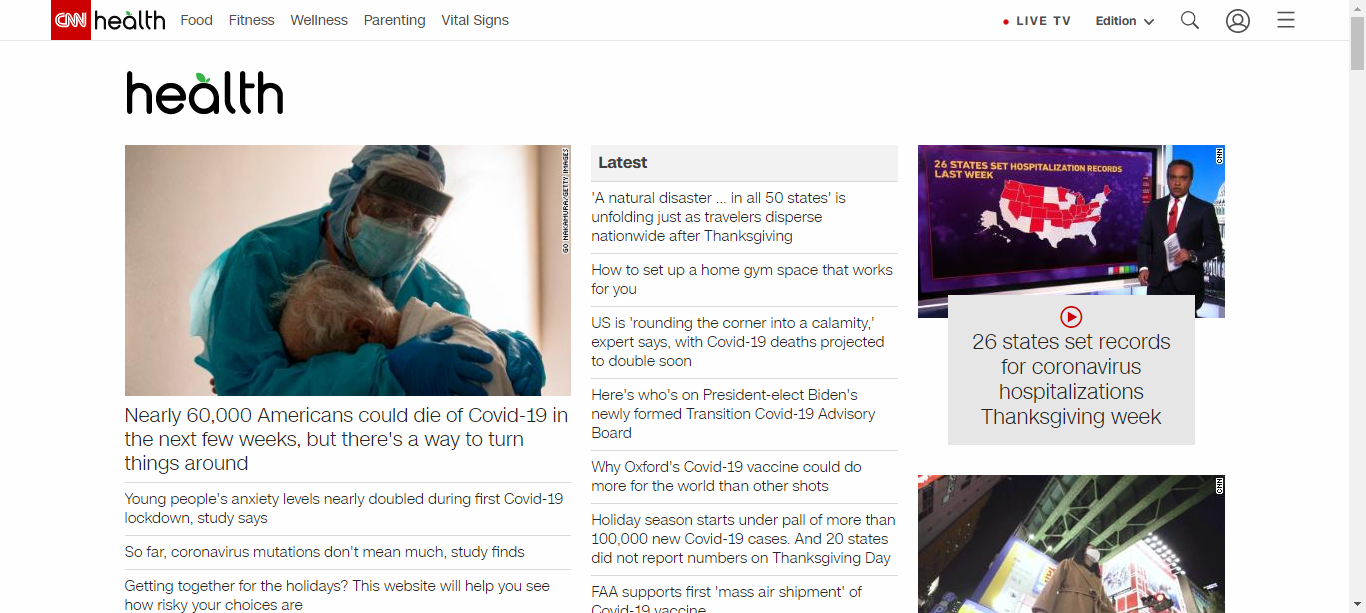 CNN health Food Fitness Wellness Parenting Vital Signs LIVE TV Edition
health
GO NAKAMURA/GETTY IMAGES
Nearly 60,000 Americans could die of Covid-19 in
the next few weeks, but there's a way to turn
things around
Young people's anxiety levels nearly doubled during first Covid-19
lockdown, study says
So far, coronavirus mutations don't mean much, study finds
Getting together for the holidays? This website will help you see
how risky your choices are
Latest
'A natural disaster ... in all 50 states' is
unfolding just as travelers disperse
nationwide after Thanksgiving
How to set up a home gym space that works
for you
US is 'rounding the corner into a calamity,'
expert says, with Covid-19 deaths projected
to double soon
Here's who's on President-elect Biden's
newly formed Transition Covid-19 Advisory
Board
Why Oxford's Covid-19 vaccine could do
more for the world than other shots
Holiday season starts under pall of more than
100,000 new Covid-19 cases. And 20 states
did not report numbers on Thanksgiving Day
FAA supports first 'mass air shipment' of
Covid-19 vaccine
CNN
26 STATES SET HOSPITALIZATION RECORDS
LAST WEEK
26 states set records
for coronavirus
hospitalizations
Thanksgiving week
CNN